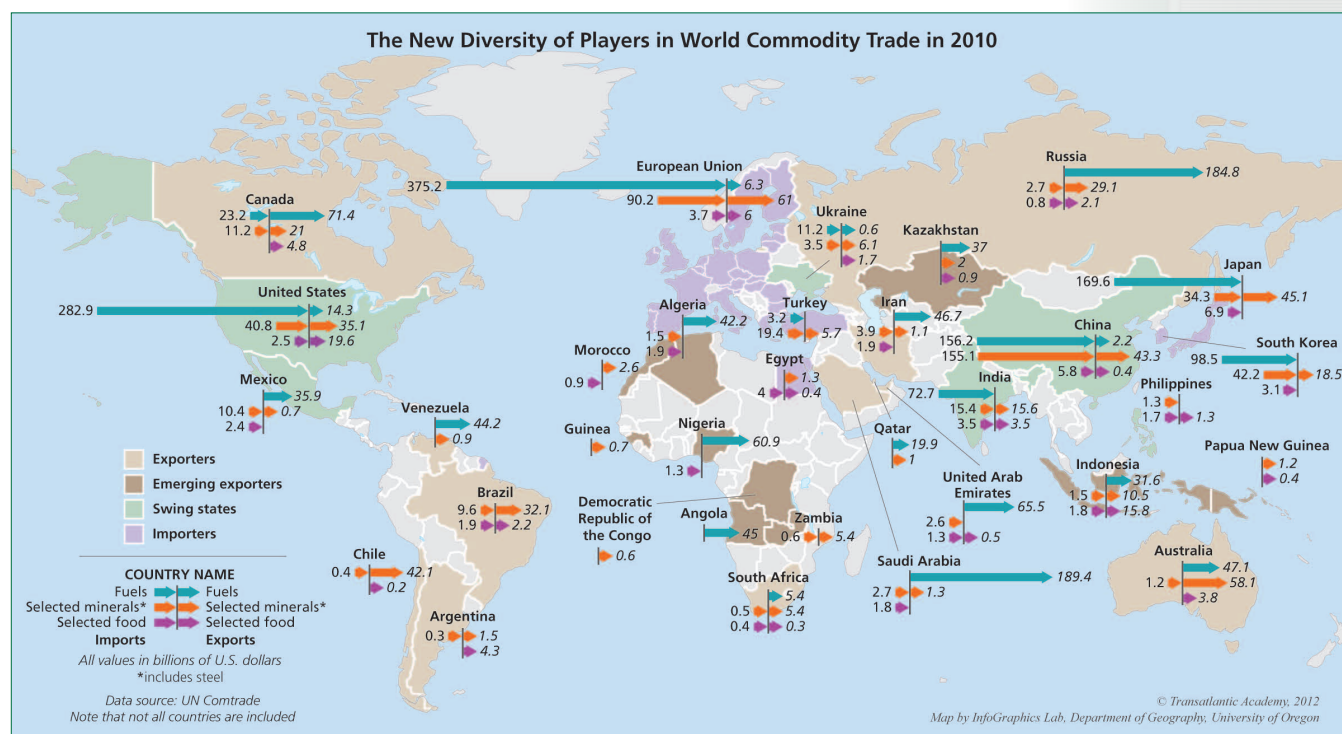 The New Diversity of Players in World Commodity Trade in 2010
European Union
375.2 6.3
90.2 61
3.7 6
Russia
184.8
2.7 29.1
0.8 2.1
Canada
23.2 71.4
11.2 21
4.8
Ukraine
11.2 0.6
3.5 6.1
1.7
Kazakhstan
37
2
0.9
Japan
169.6
34.3 45.1
6.9
United States
282.9 14.3
40.8 35.1
2.5 19.6
Algeria
42.2
1.5
1.9
Turkey
3.2
19.4 5.7
Iran
46.7
3.9 1.1
1.9
China
156.2 2.2
155.1 43.3
5.8 0.4
South Korea
98.5
42.2 18.5
3.1
Morocco
2.6
0.9
Egypt
1.3
4 0.4
Mexico
35.9
10.4 0.7
2.4
India
72.7
15.4 15.6
3.5 3.5
Philippines
1.3
1.7 1.3
Venezuela
44.2
0.9
Guinea
0.7
Nigeria
60.9
1.3
Qatar
19.9
1
Papua New Guinea
1.2
0.4
Indonesia
31.6
1.5 10.5
1.8 15.8
United Arab
Emirates
65.5
2.6
1.3 0.5
Exporters
Emerging exporters
Swing states
Importers
Brazil
9.6 32.1
1.9 2.2
Democratic
Republic of
the Congo
0.6
Angola
45
Zambia
0.6 5.4
Saudi Arabia
189.4
2.7 1.3
1.8
Australia
47.1
1.2 58.1
3.8
Chile
0.4 42.1
0.2
South Africa
5.4
0.5 5.4
0.4 0.3
Argentina
0.3 1.5
4.3
COUNTRY NAME
Fuels Fuels
Selected minerals* Selected minerals*
Selected food Selected food
Imports Exports
All values in billions of U.S. dollars
*includes steel
Data source: UN Comtrade
Note that not all countries are included
© Transatlantic Academy, 2012
Map by InfoGraphics Lab, Department of Geography, University of Oregon